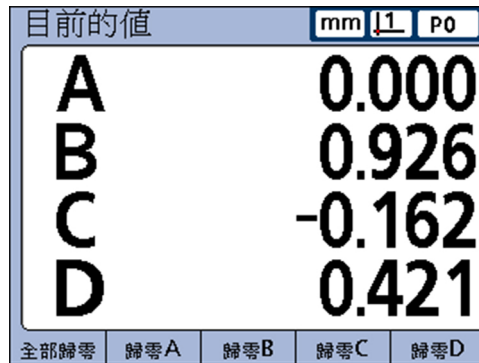 目前的値 mm 1 P0
A 0.000
B 0.926
C -0.162
D 0.421
全部歸零 歸零A 歸零B 歸零C 歸零D